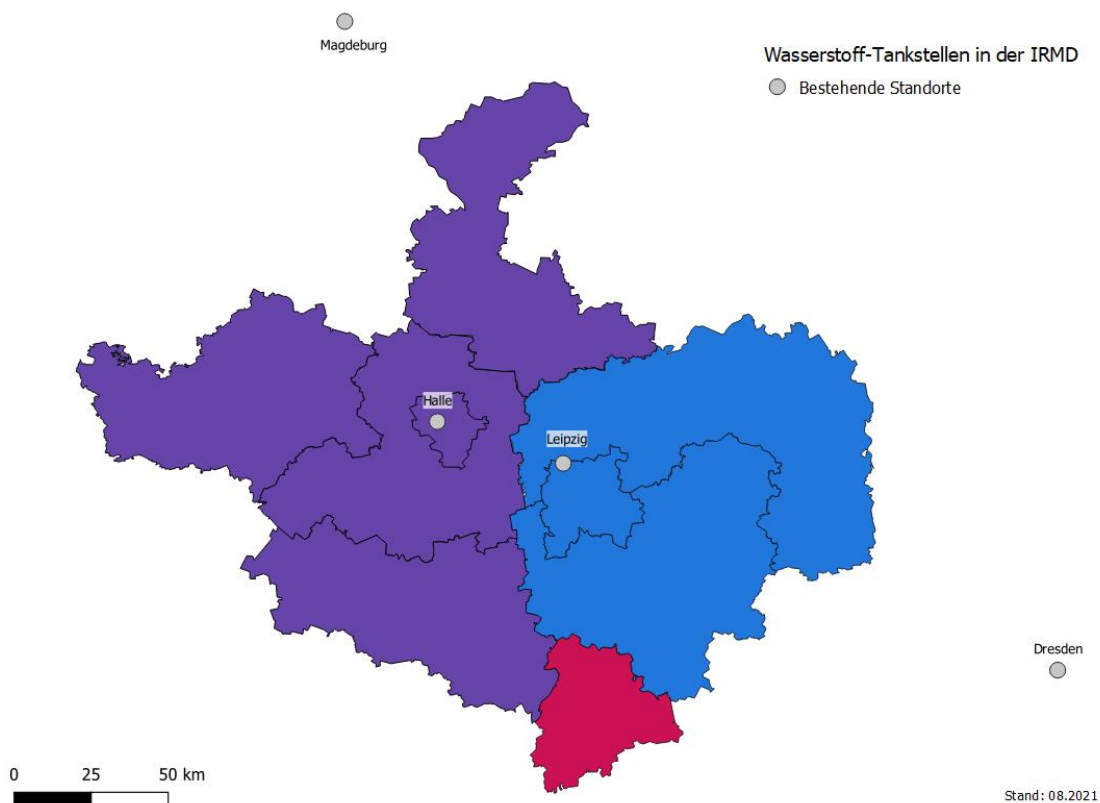 Magdeburg
Wasserstoff-Tankstellen in der IRMD
Bestehende Standorte
Halle
Leipzig
Dresden
0 25 50 km
Stand: 08.2021